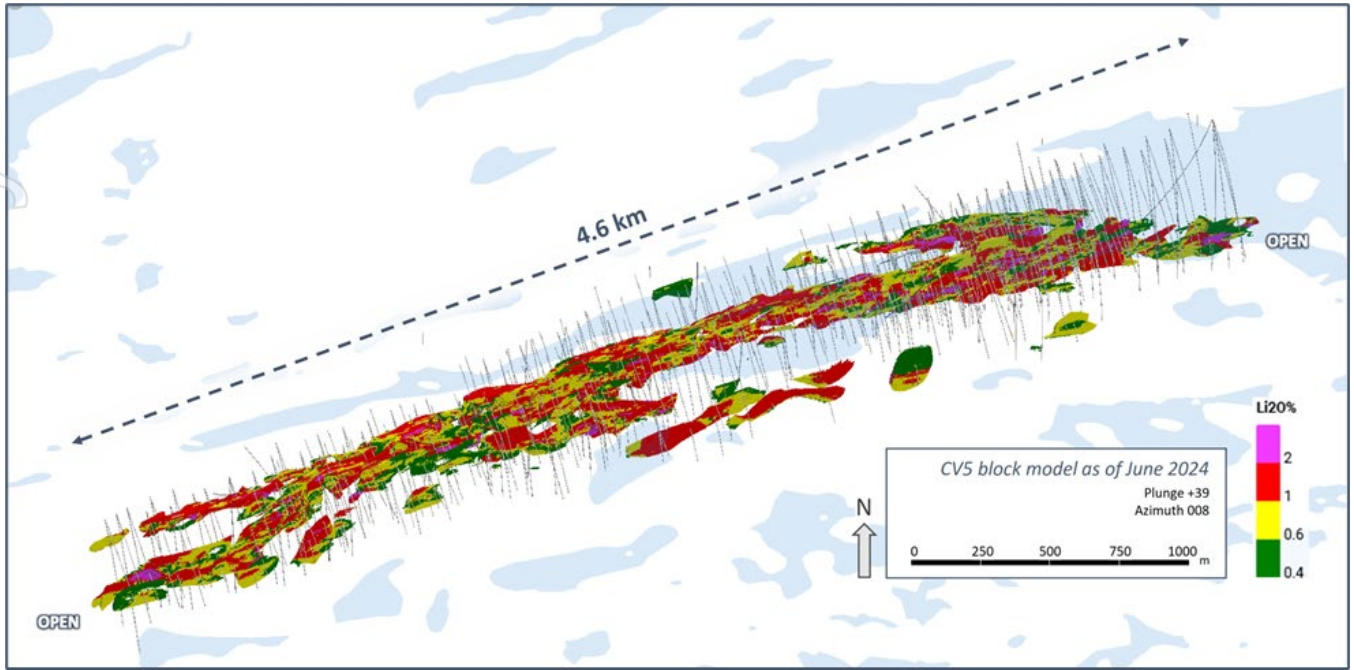 4.6 km
OPEN
Li20%
2
1
0.6
0.4
CV5 block model as of June 2024
Plunge +39
Azimuth 008
N
0 250 500 750 1000 m
OPEN